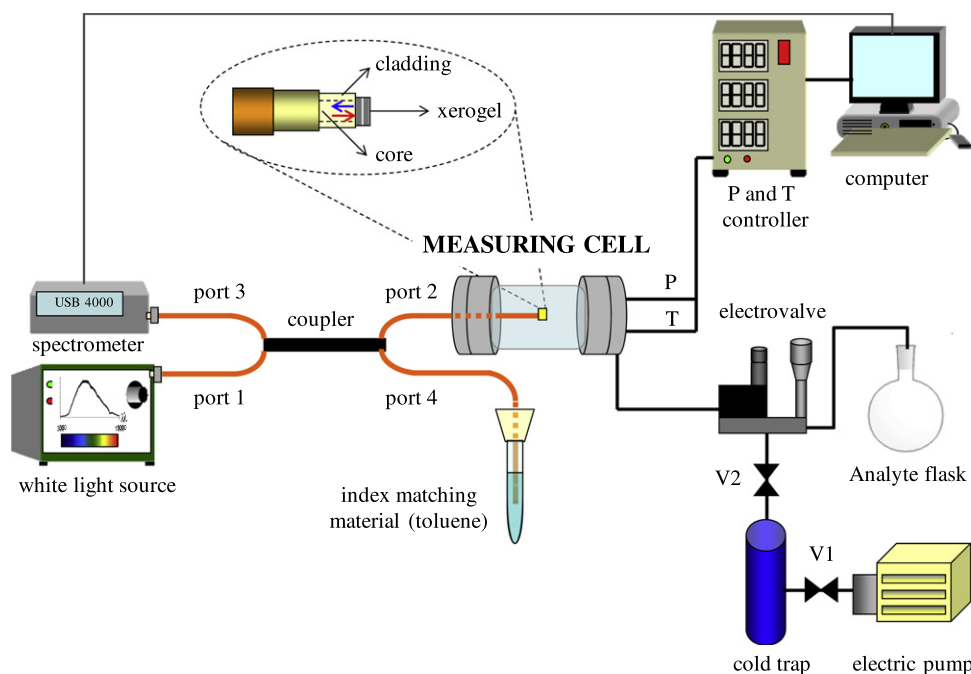 cladding
xerogel
core
P and T
controller
computer
MEASURING CELL
USB 4000
spectrometer
port 3
coupler
port 2
P
T
electrovalve
port 1
port 4
white light source
index matching
material (toluene)
V2
Analyte flask
V1
cold trap
electric pump